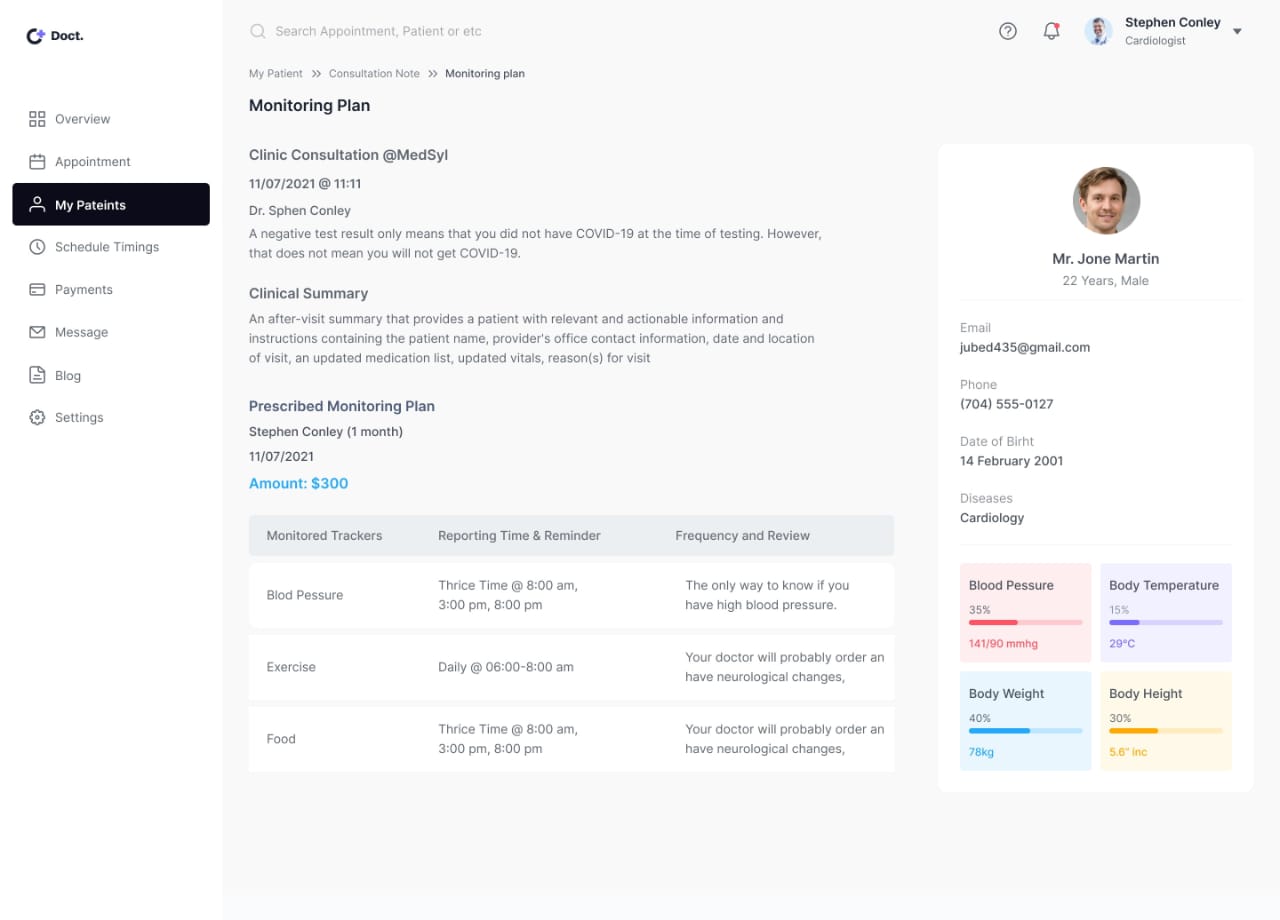 Doct.
Overview
Appointment
My Pateints
Schedule Timings
Payments
Message
Blog
Settings
Search Appointment, Patient or etc
Stephen Conley
Cardiologist
My Patient >> Consultation Note >> Monitoring plan
Monitoring Plan
Clinic Consultation @MedSyl
11/07/2021 @ 11:11
Dr. Sphen Conley
A negative test result only means that you did not have COVID-19 at the time of testing. However,
that does not mean you will not get COVID-19.
Clinical Summary
An after-visit summary that provides a patient with relevant and actionable information and
instructions containing the patient name, provider's office contact information, date and location
of visit, an updated medication list, updated vitals, reason(s) for visit
Prescribed Monitoring Plan
Stephen Conley (1 month)
11/07/2021
Amount: $300
Monitored Trackers Reporting Time & Reminder Frequency and Review
Blod Pessure
Thrice Time @ 8:00 am,
3:00 pm, 8:00 pm
The only way to know if you
have high blood pressure.
Exercise
Daily @ 06:00-8:00 am
Your doctor will probably order an
have neurological changes,
Food
Thrice Time @ 8:00 am,
3:00 pm, 8:00 pm
Your doctor will probably order an
have neurological changes,
Mr. Jone Martin
22 Years, Male
Email
jubed435@gmail.com
Phone
(704) 555-0127
Date of Birht
14 February 2001
Diseases
Cardiology
Blood Pessure
35%
141/90 mmhg
Body Temperature
15%
29°C
Body Weight
40%
78kg
Body Height
30%
5.6" inc